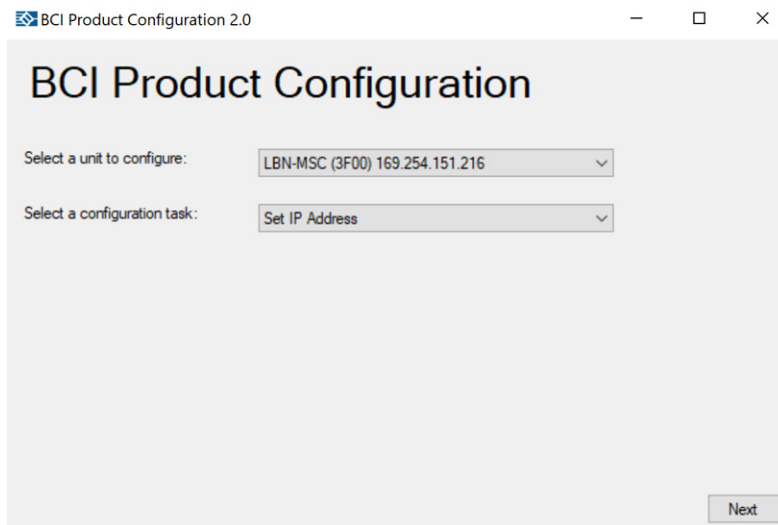 BCI Product Configuration 2.0
BCI Product Configuration
Select a unit to configure: LBN-MSC (3F00) 169.254.151.216
Select a configuration task: Set IP Address
Next